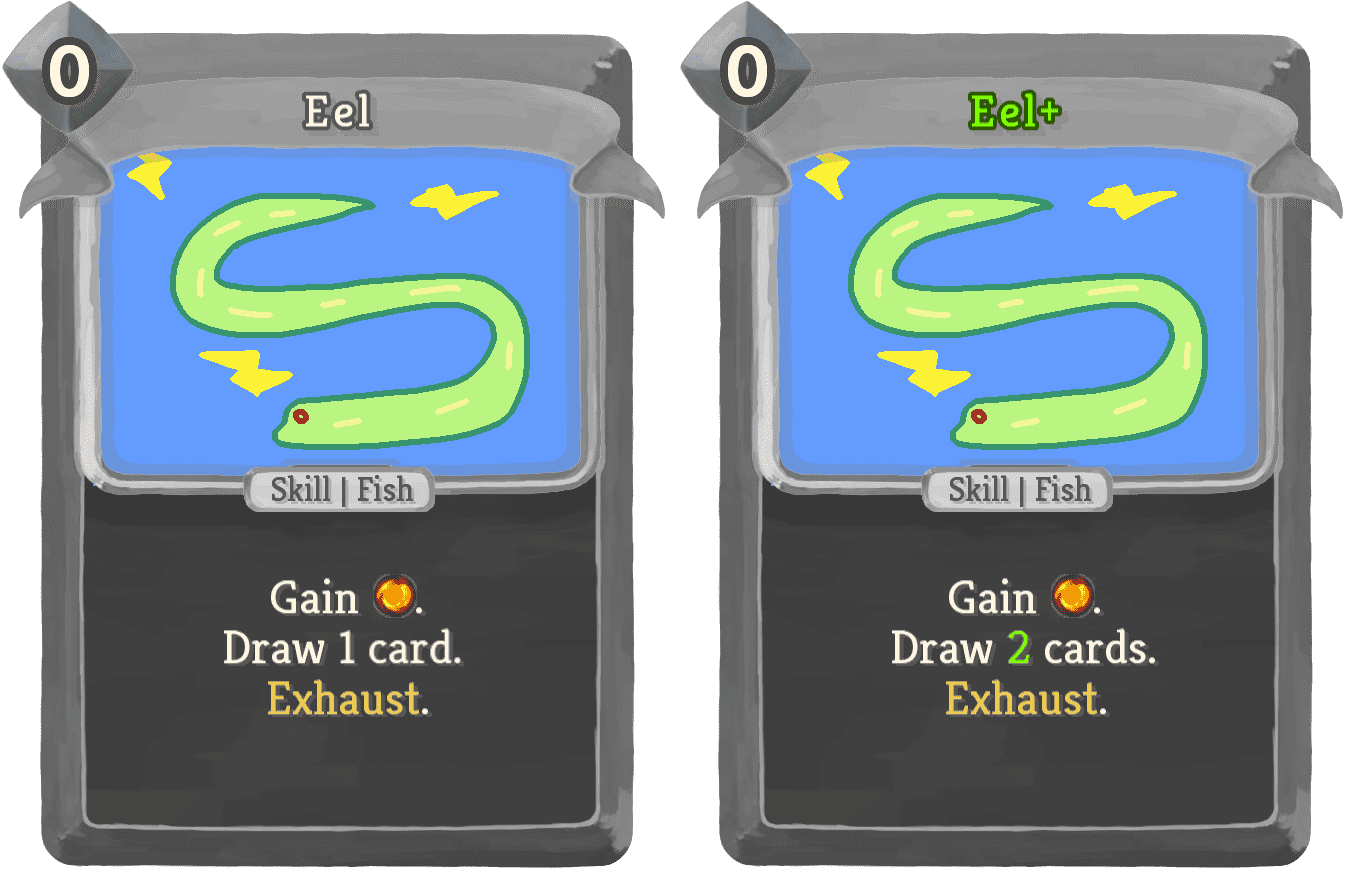 0
Eel
Skill | Fish
Gain .
Draw 1 card.
Exhaust.
0
Eel+
Skill | Fish
Gain .
Draw 2 cards.
Exhaust.